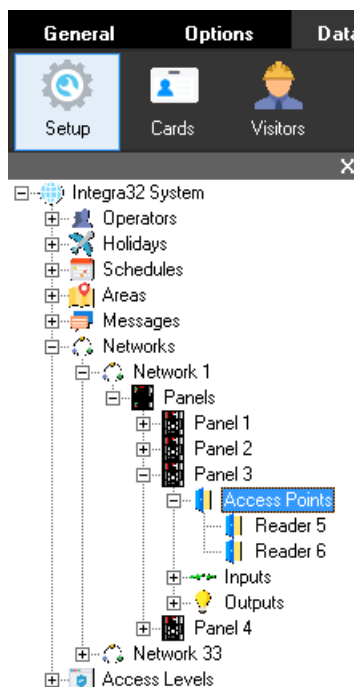 General Options Data
Setup Cards Visitors
X
Integra32 System
Operators
Holidays
Schedules
Areas
Messages
Networks
Network 1
Panels
Panel 1
Panel 2
Panel 3
Access Points
Reader 5
Reader 6
Inputs
Outputs
Panel 4
Network 33
Access Levels